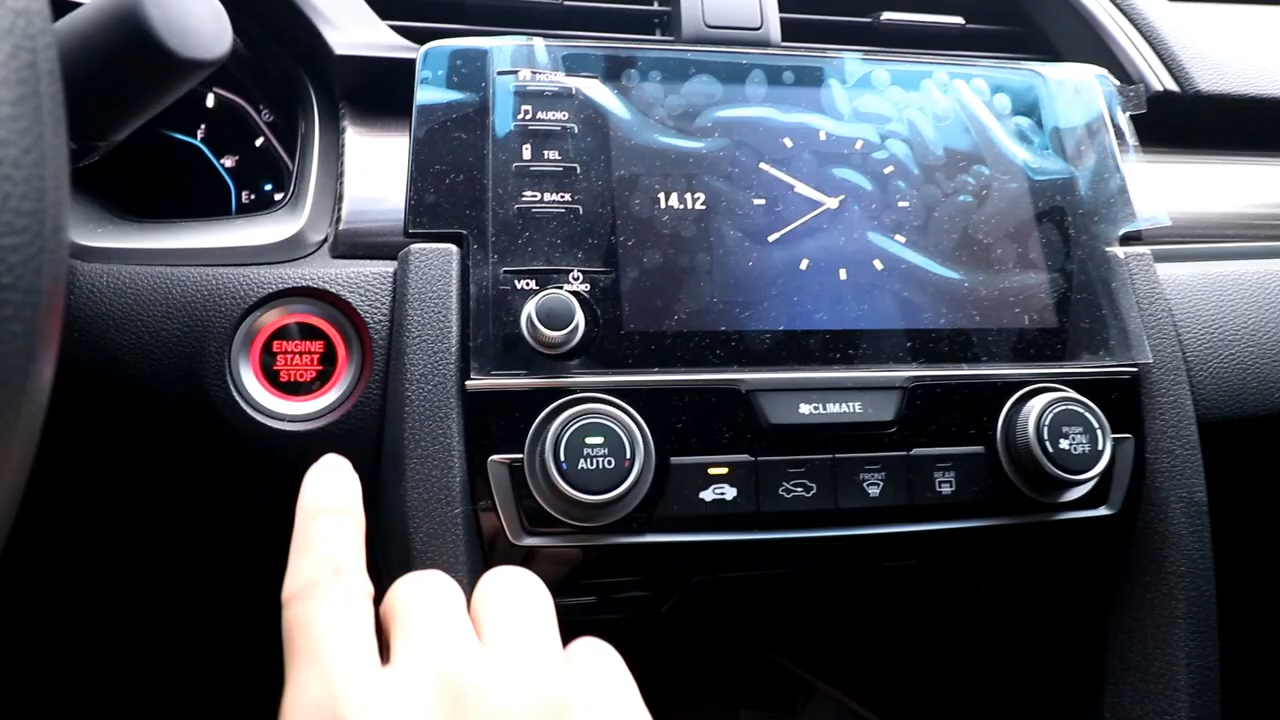 HOME
AUDIO
TEL
BACK
14.12
VOL
AUDIO
F
E
ENGINE
START
STOP
CLIMATE
PUSH
AUTO
FRONT
REAR
PUSH
ON/
OFF